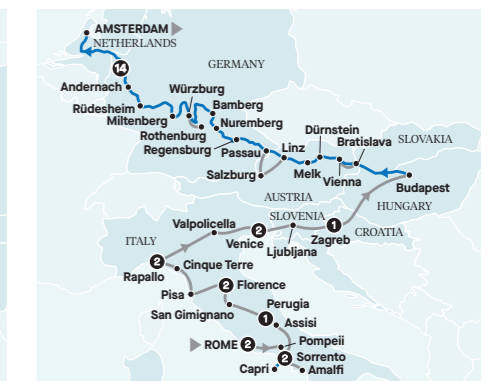 AMSTERDAM
NETHERLANDS
14
GERMANY
Andernach
Würzburg
Bamberg
Rüdesheim
Miltenberg
Nuremberg
Rothenburg
Regensburg
Dürnstein
SLOVAKIA
Passau
Linz
Bratislava
Salzburg
Melk
Vienna
Budapest
AUSTRIA
HUNGARY
Valpolicella
SLOVENIA
CROATIA
ITALY
2
Venice
1
Zagreb
Ljubljana
2
Rapallo
Cinque Terre
2
Florence
Pisa
Perugia
San Gimignano
1
Assisi
ROME
2
Pompeii
2
Sorrento
Capri
Amalfi